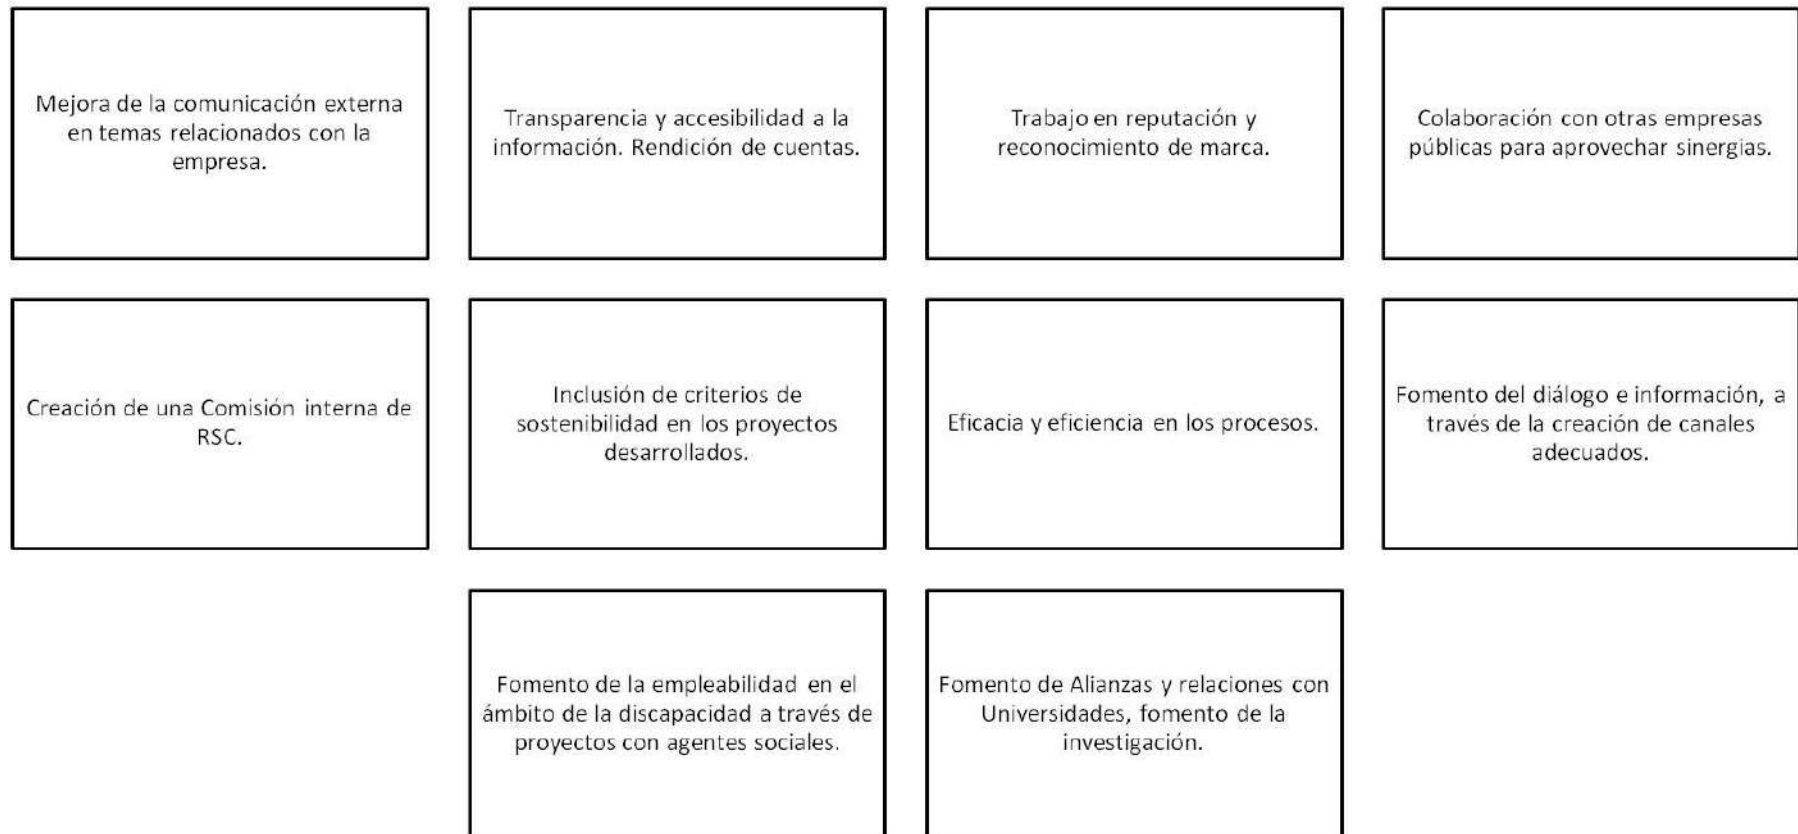 Mejora de la comunicación externa
en temas relacionados con la
empresa.
Transparencia y accesibilidad a la
información. Rendición de cuentas.
Trabajo en reputación y
reconocimiento de marca.
Colaboración con otras empresas
públicas para aprovechar sinergias.
Creación de una Comisión interna de
RSC.
Inclusión de criterios de
sostenibilidad en los proyectos
desarrollados.
Eficacia y eficiencia en los procesos.
Fomento del diálogo e información, a
través de la creación de canales
adecuados.
Fomento de la empleabilidad en el
ámbito de la discapacidad a través de
proyectos con agentes sociales.
Fomento de Alianzas y relaciones con
Universidades, fomento de la
investigación.